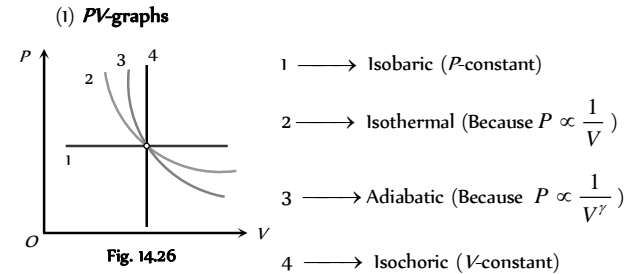 (1) PV-graphs
P
2
3
4
1
O
V
Fig. 14.26
1 ⟶ Isobaric (P-constant)
2 ⟶ Isothermal (Because P ∝ 1/V )
3 ⟶ Adiabatic (Because P ∝ 1/V^γ )
4 ⟶ Isochoric (V-constant)